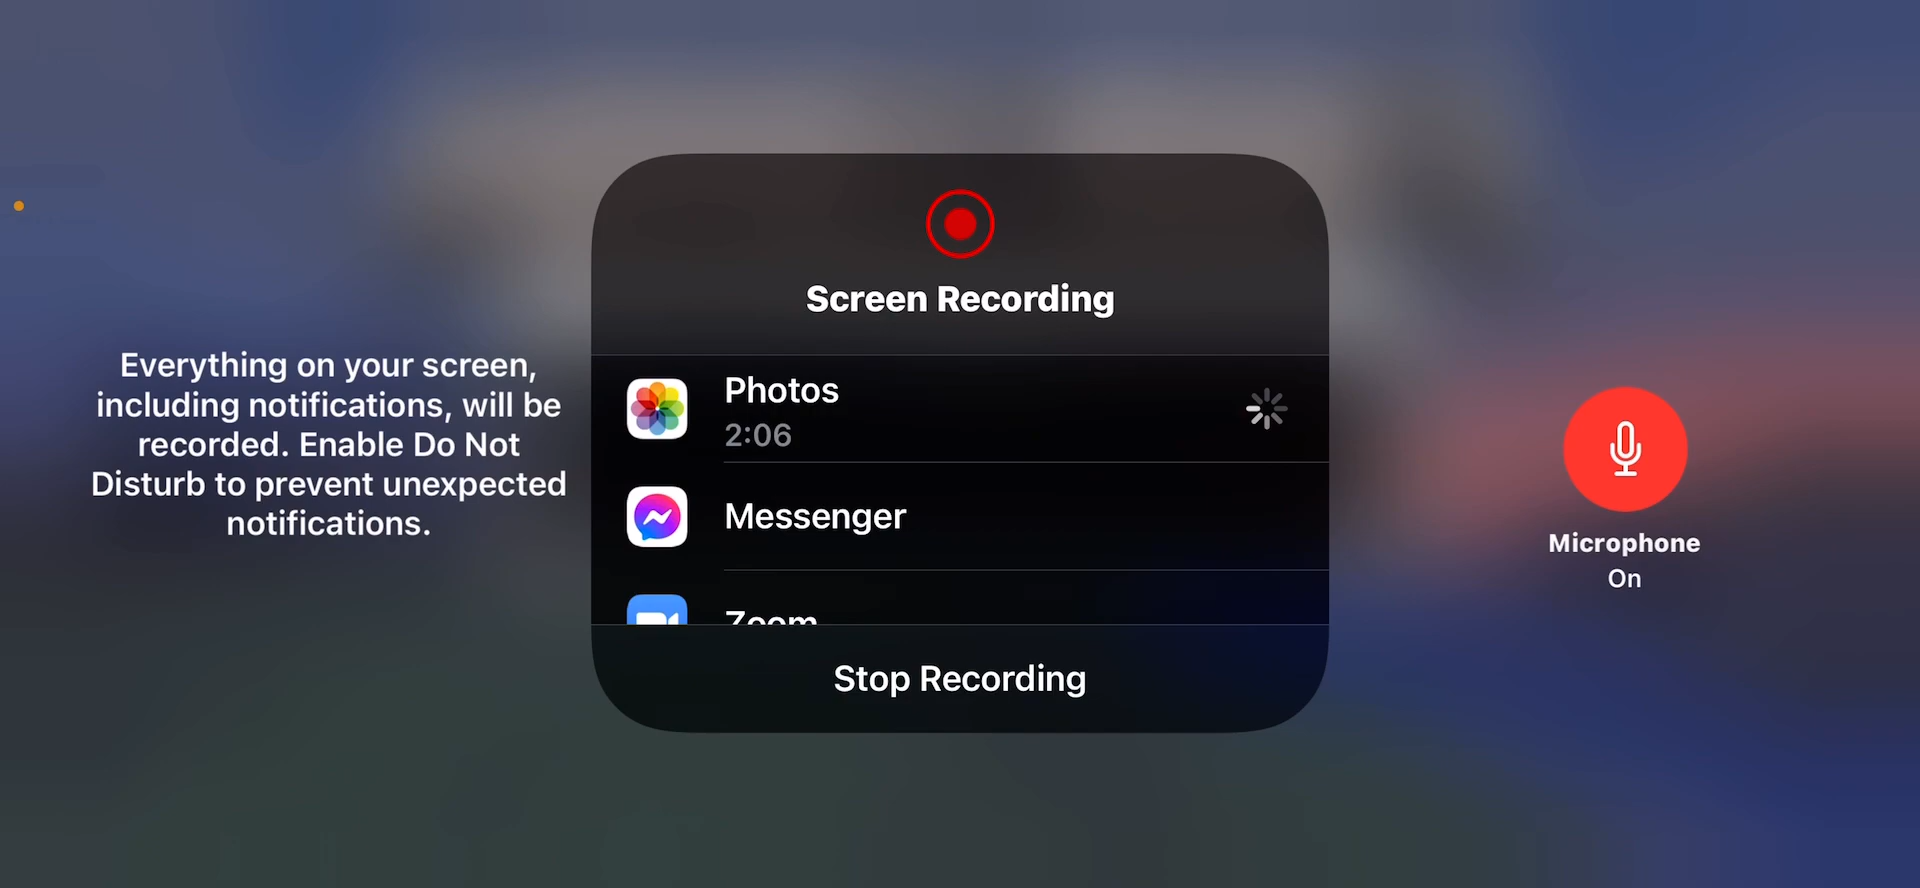 Everything on your screen,
including notifications, will be
recorded. Enable Do Not
Disturb to prevent unexpected
notifications.
Screen Recording
Photos
2:06
Messenger
Zoom
Stop Recording
Microphone
On